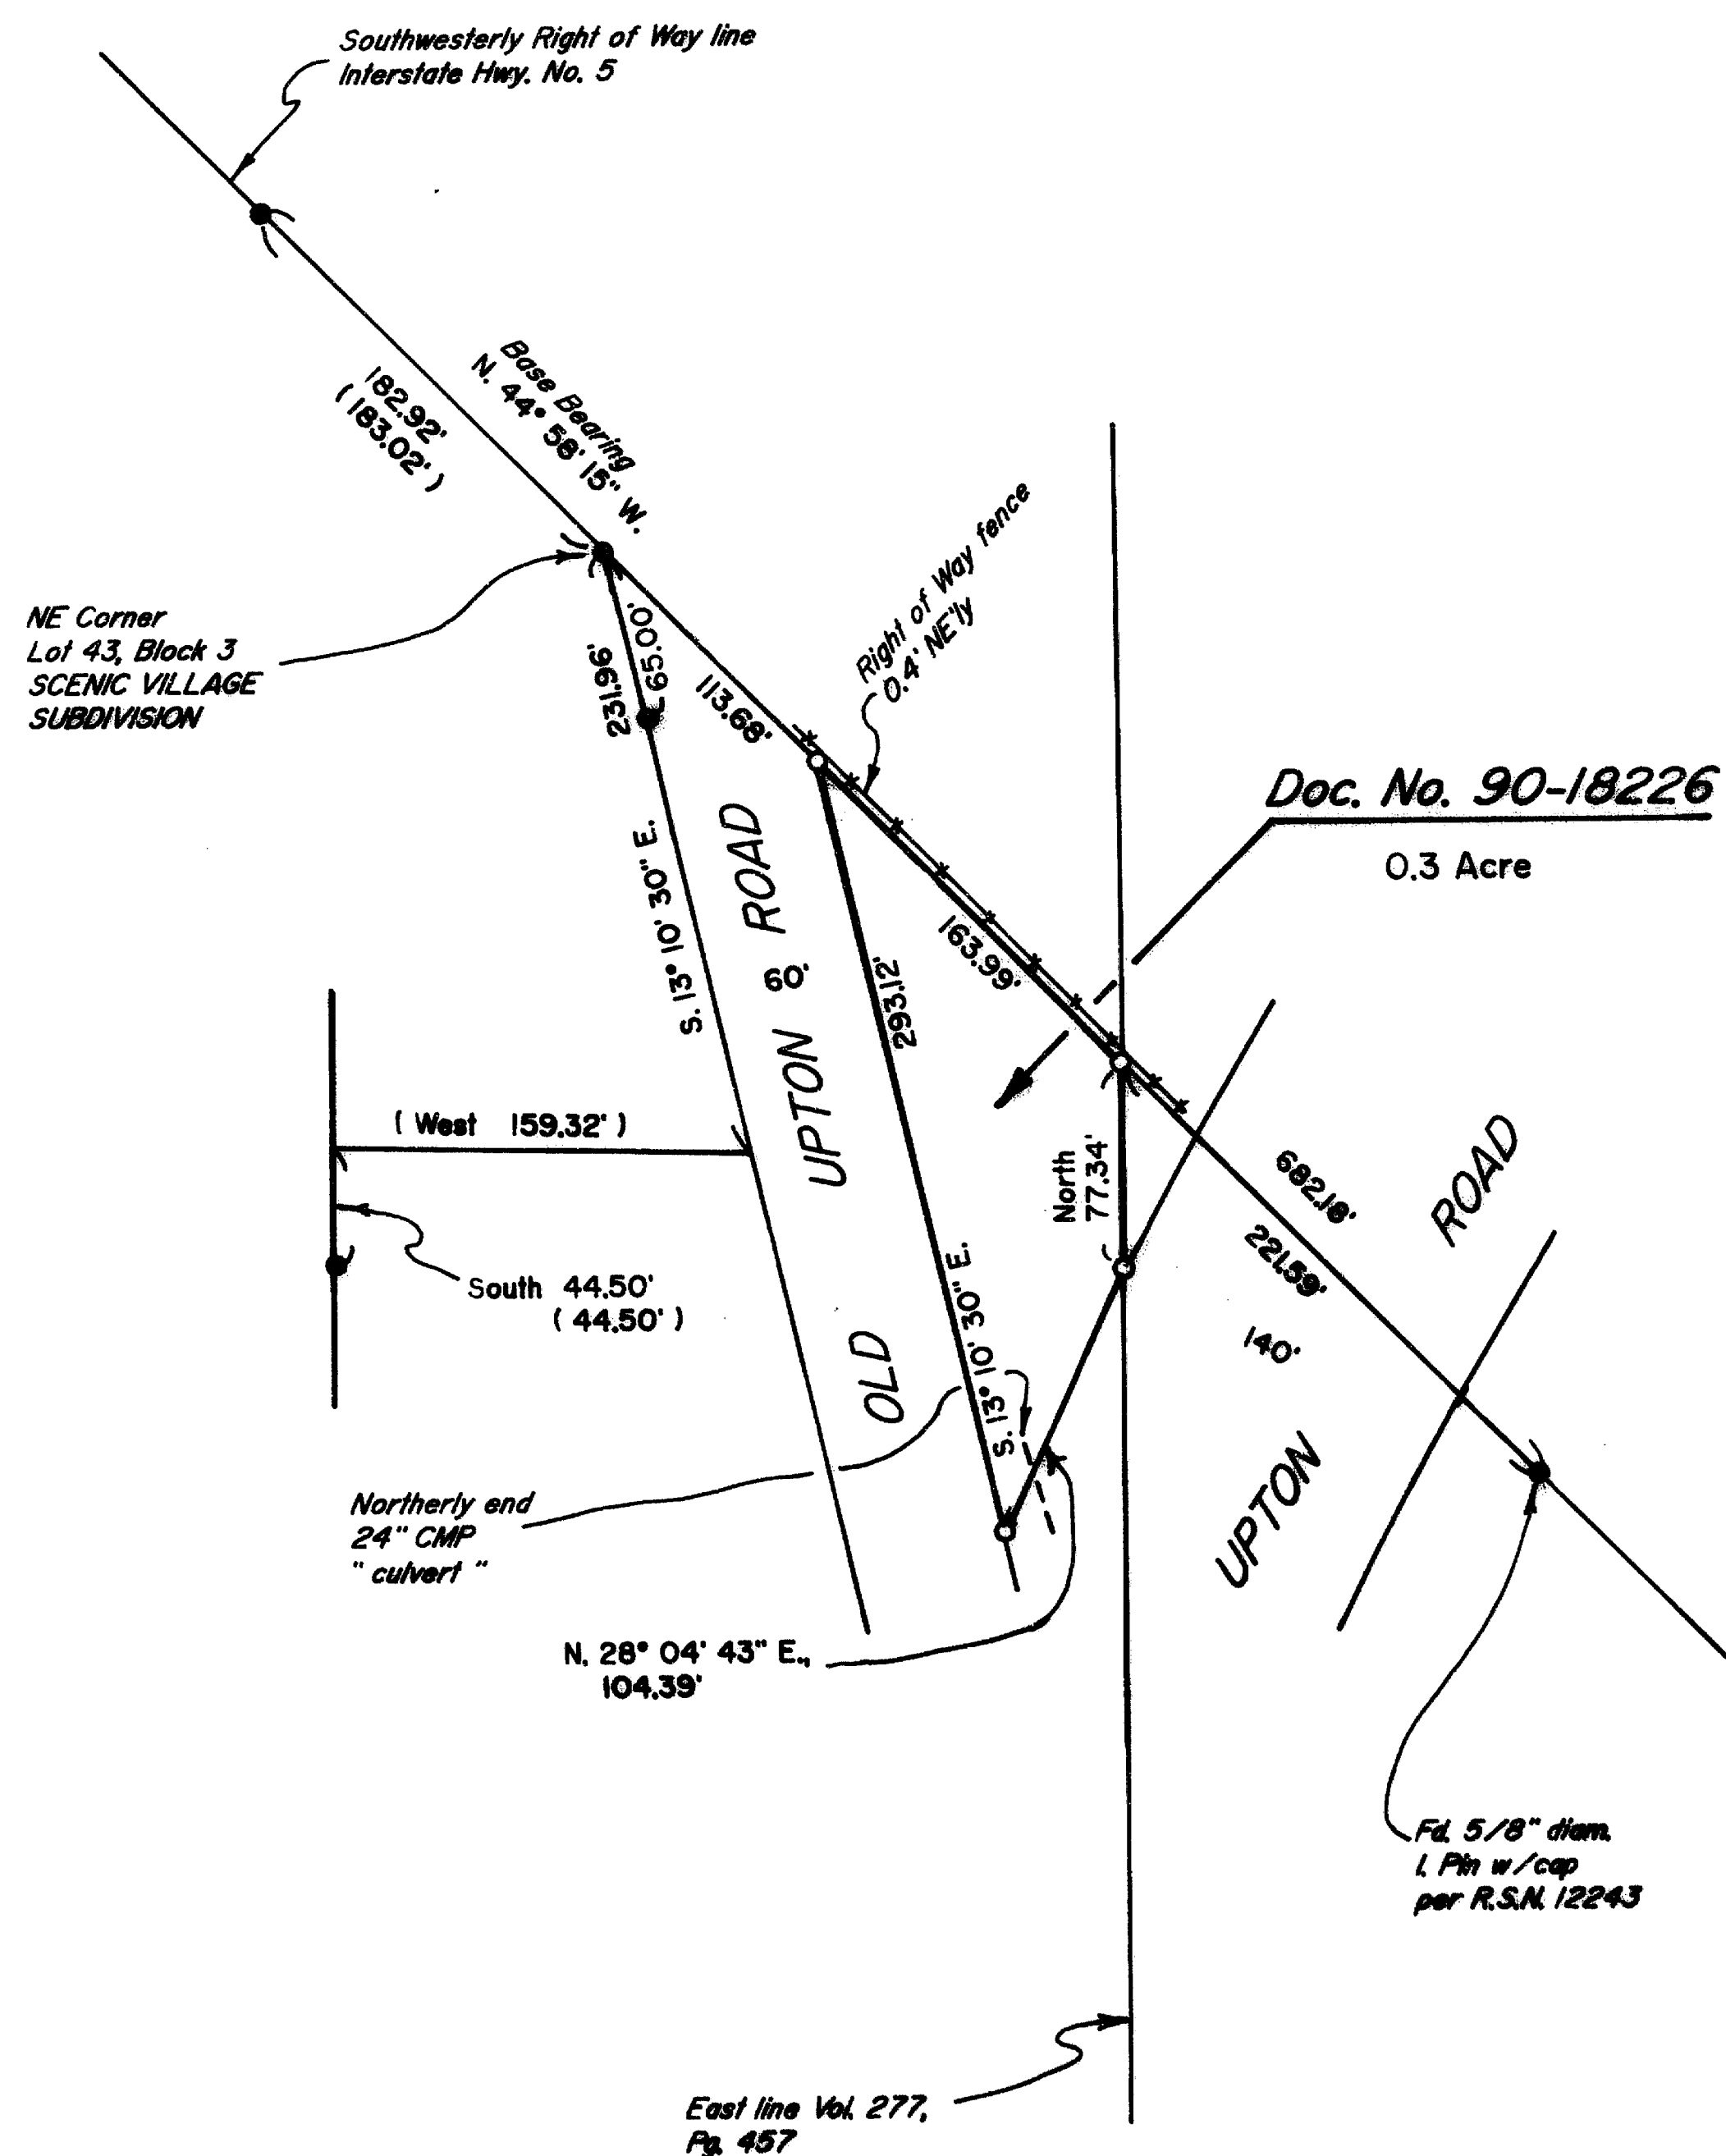 Southwesterly Right of Way line
Interstate Hwy. No. 5
Base Bearing
N. 44° 58' 15" W.
182.92'
(183.02')
NE Corner
Lot 43, Block 3
SCENIC VILLAGE
SUBDIVISION
65.00'
231.96'
113.68'
Right of Way fence
0.4' NE'ly
Doc. No. 90-18226
0.3 Acre
S. 13° 10' 30" E.
OLD UPTON ROAD
60'
293.12'
163.99'
( West 159.32' )
North
77.34'
682.18'
221.59'
UPTON ROAD
140'
South 44.50'
( 44.50' )
S. 13° 10' 30" E.
Northerly end
24" CMP
" culvert "
N. 28° 04' 43" E.,
104.39'
Fd. 5/8" diam.
I. Pin w/cap
per R.S.N. 12243
East line Vol. 277,
Pg. 457